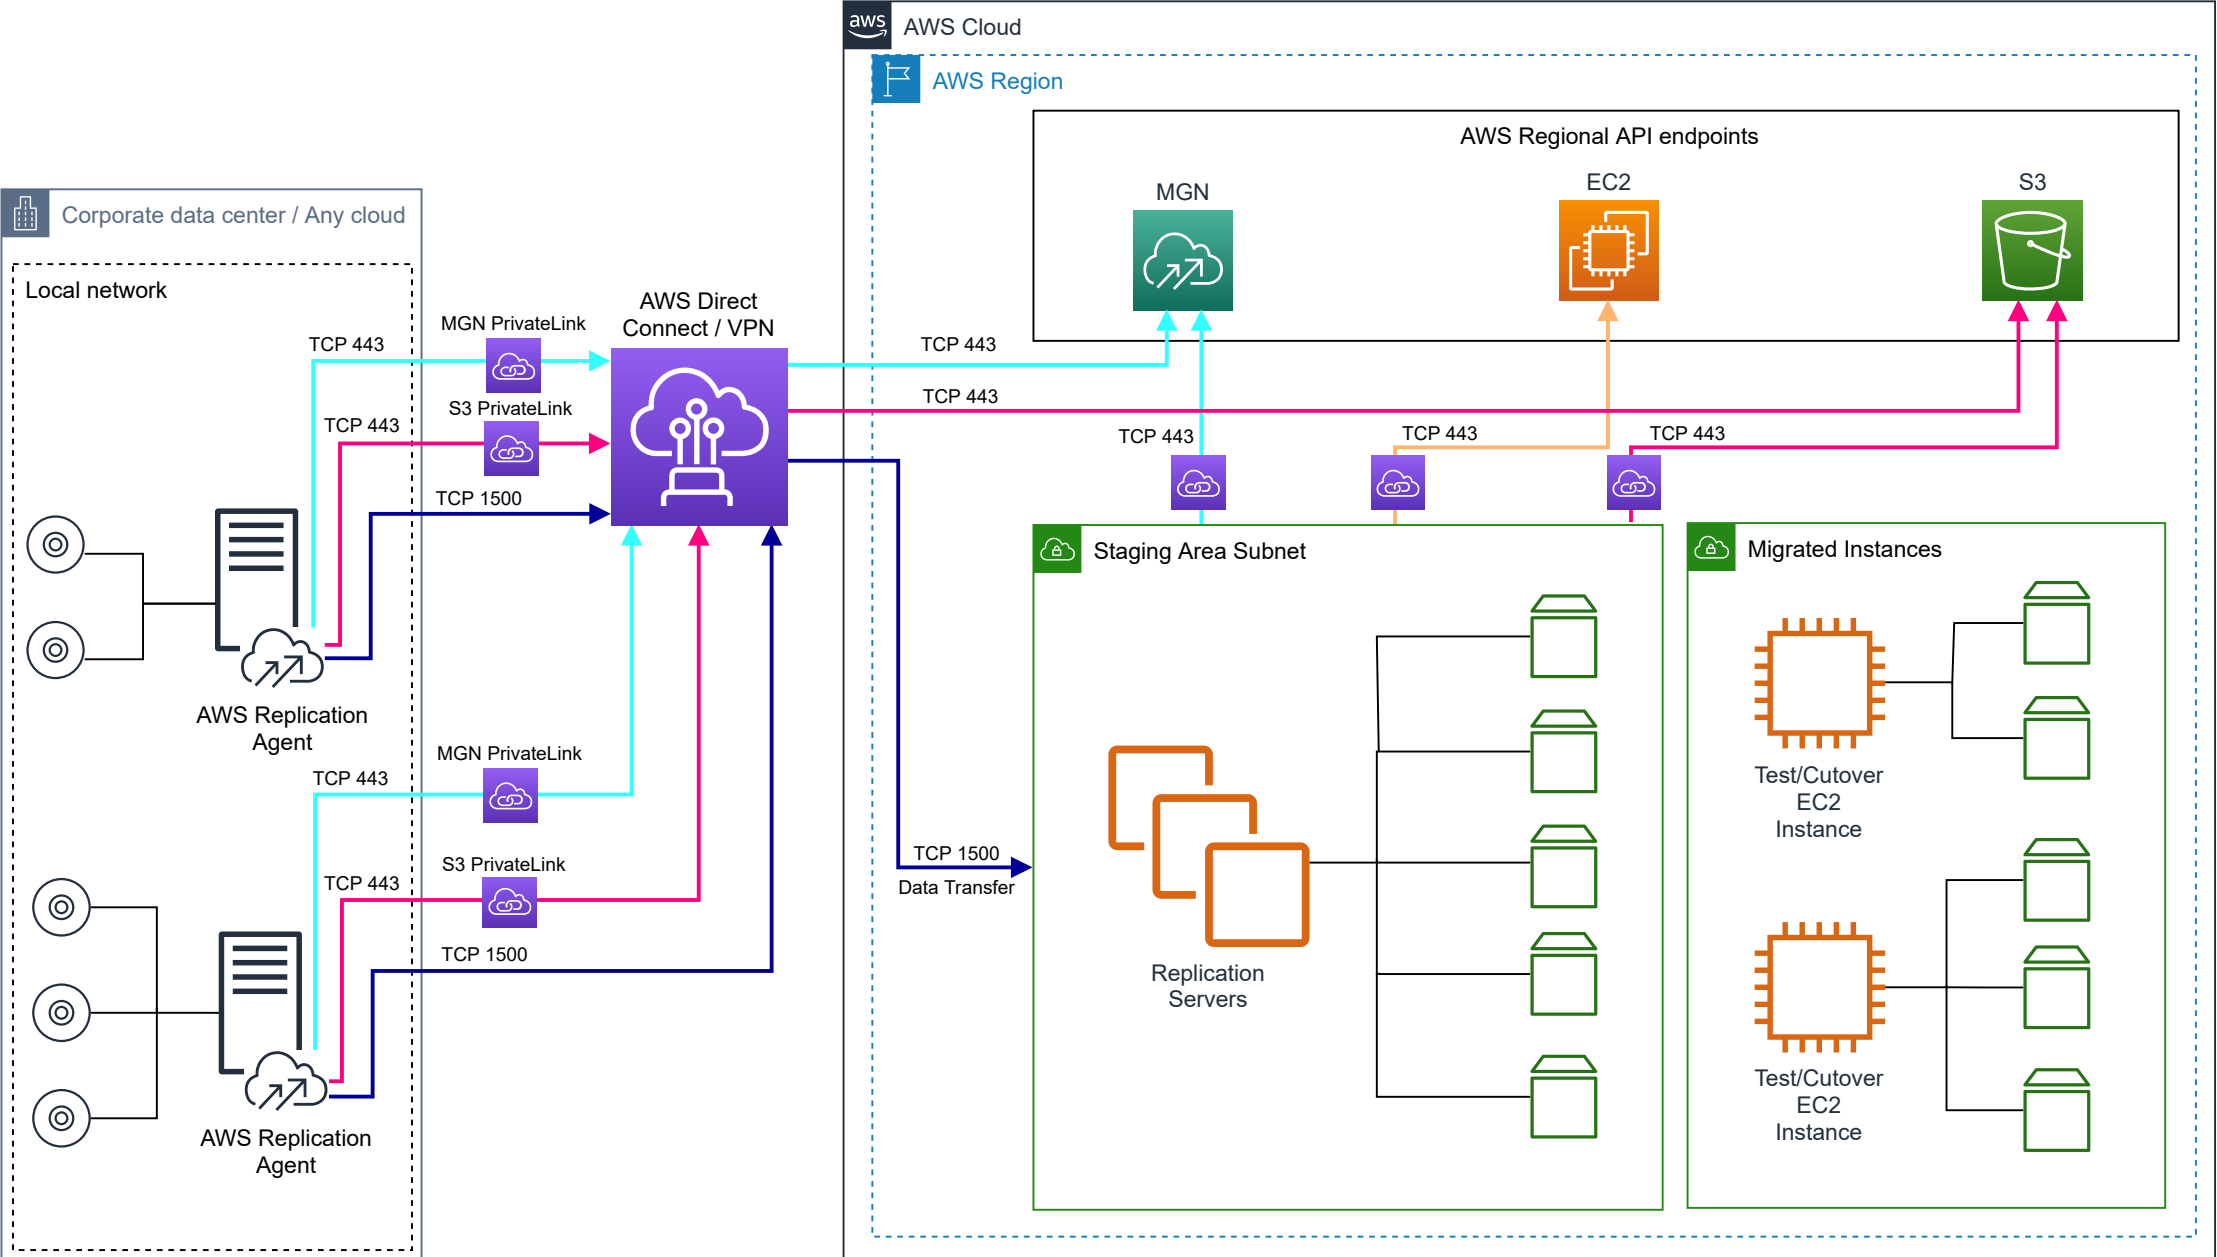 aws
AWS Cloud
AWS Region
AWS Regional API endpoints
MGN
EC2
S3
Corporate data center / Any cloud
Local network
AWS Direct
Connect / VPN
MGN PrivateLink
TCP 443
S3 PrivateLink
TCP 443
TCP 1500
TCP 443
TCP 443
TCP 443
TCP 443
TCP 443
AWS Replication
Agent
MGN PrivateLink
TCP 443
S3 PrivateLink
TCP 443
TCP 1500
AWS Replication
Agent
TCP 1500
Data Transfer
Staging Area Subnet
Replication
Servers
Migrated Instances
Test/Cutover
EC2
Instance
Test/Cutover
EC2
Instance